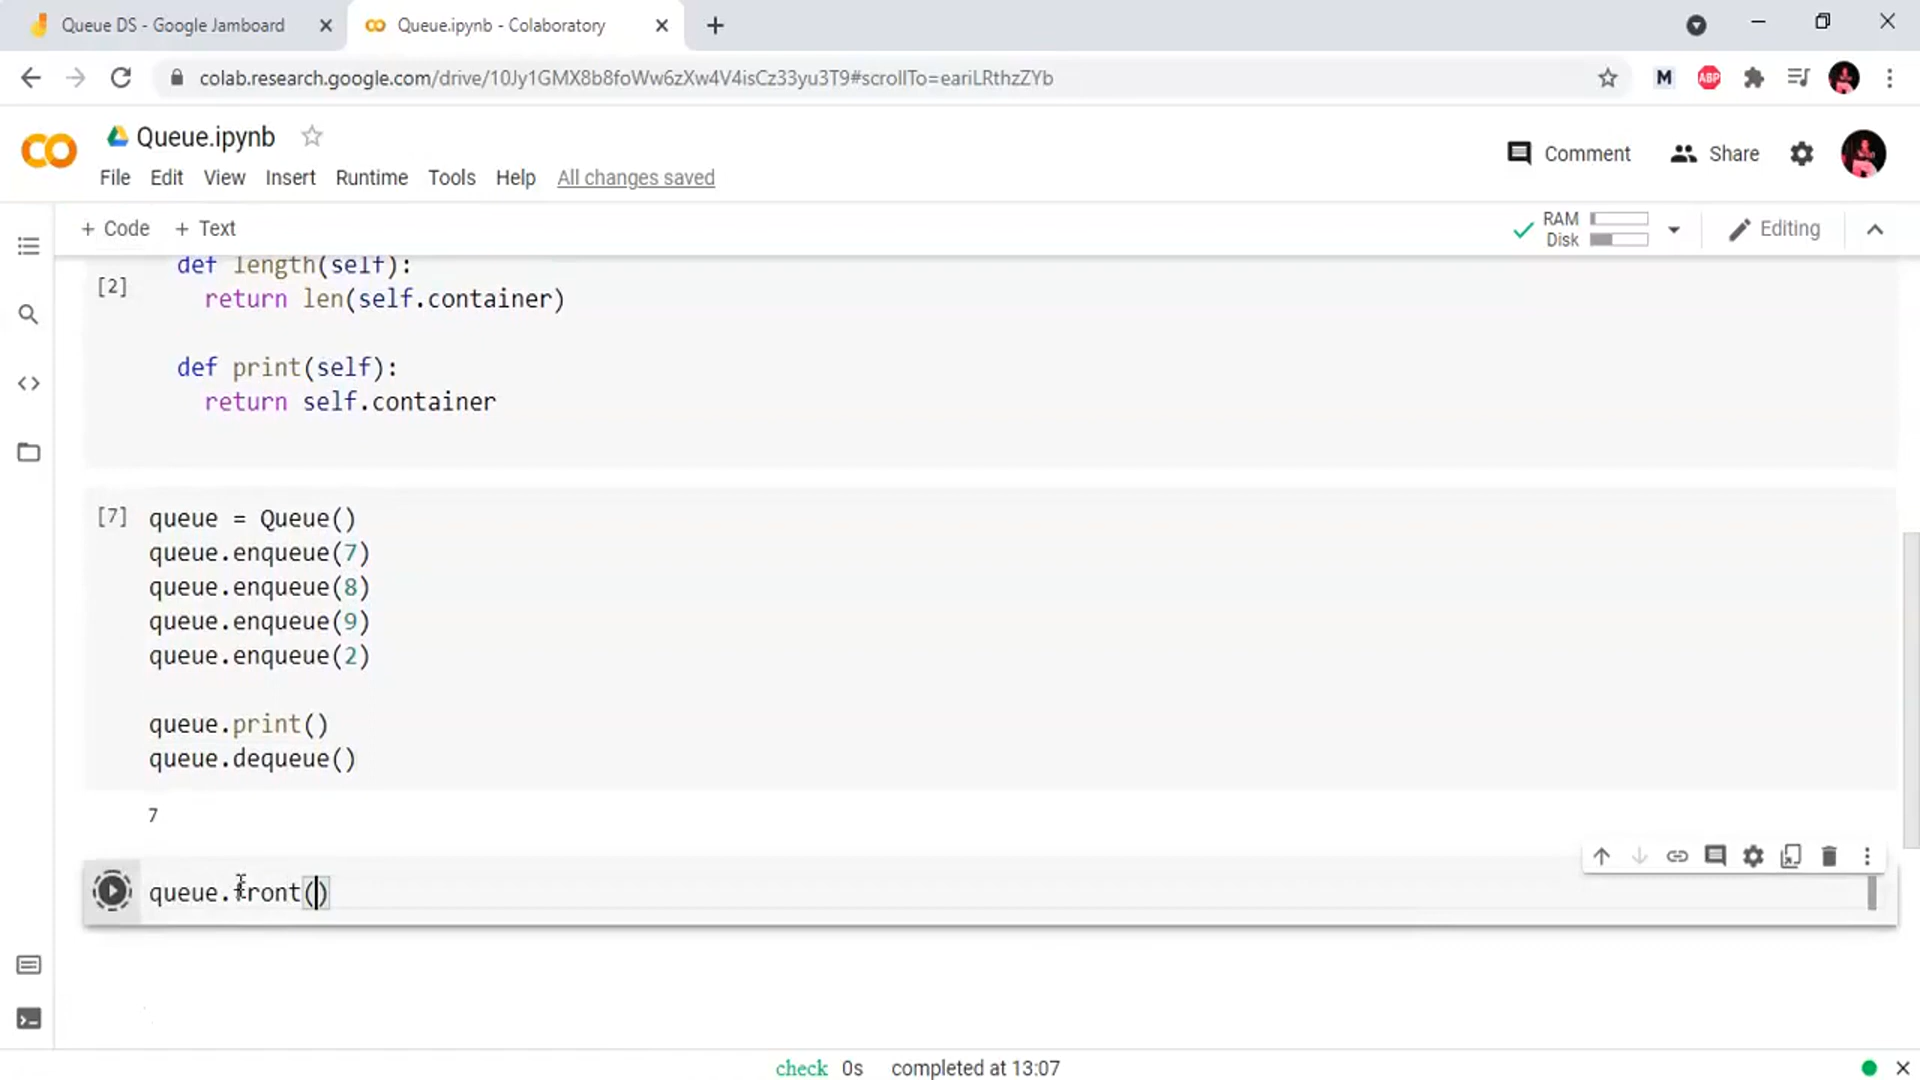 Queue DS - Google Jamboard
Queue.ipynb - Colaboratory
colab.research.google.com/drive/10Jy1GMX8b8foWw6zXw4V4isCz33yu3T9#scrollTo=eariLRthzZYb
M
ABP
Queue.ipynb
Comment
Share
File Edit View Insert Runtime Tools Help All changes saved
+ Code + Text
RAM
Disk
Editing
def length(self):
[2]
return len(self.container)
def print(self):
return self.container
[7] queue = Queue()
queue.enqueue(7)
queue.enqueue(8)
queue.enqueue(9)
queue.enqueue(2)
queue.print()
queue.dequeue()
7
queue.front()
check 0s completed at 13:07